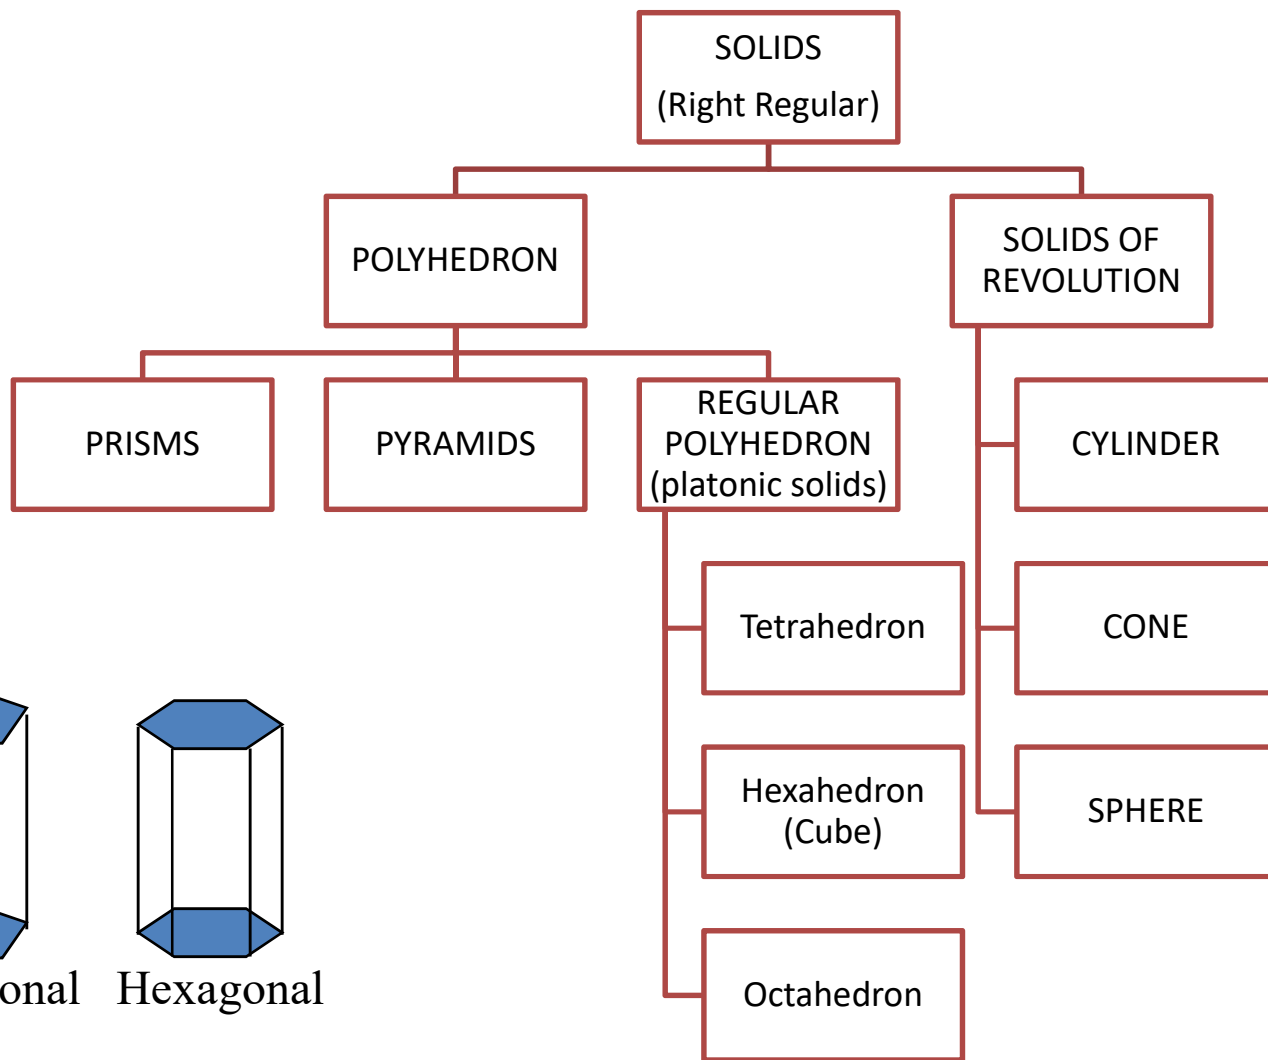 SOLIDS
(Right Regular)
POLYHEDRON
SOLIDS OF
REVOLUTION
PRISMS
PYRAMIDS
REGULAR
POLYHEDRON
(platonic solids)
CYLINDER
Tetrahedron
CONE
Hexahedron
(Cube)
SPHERE
Octahedron
onal Hexagonal